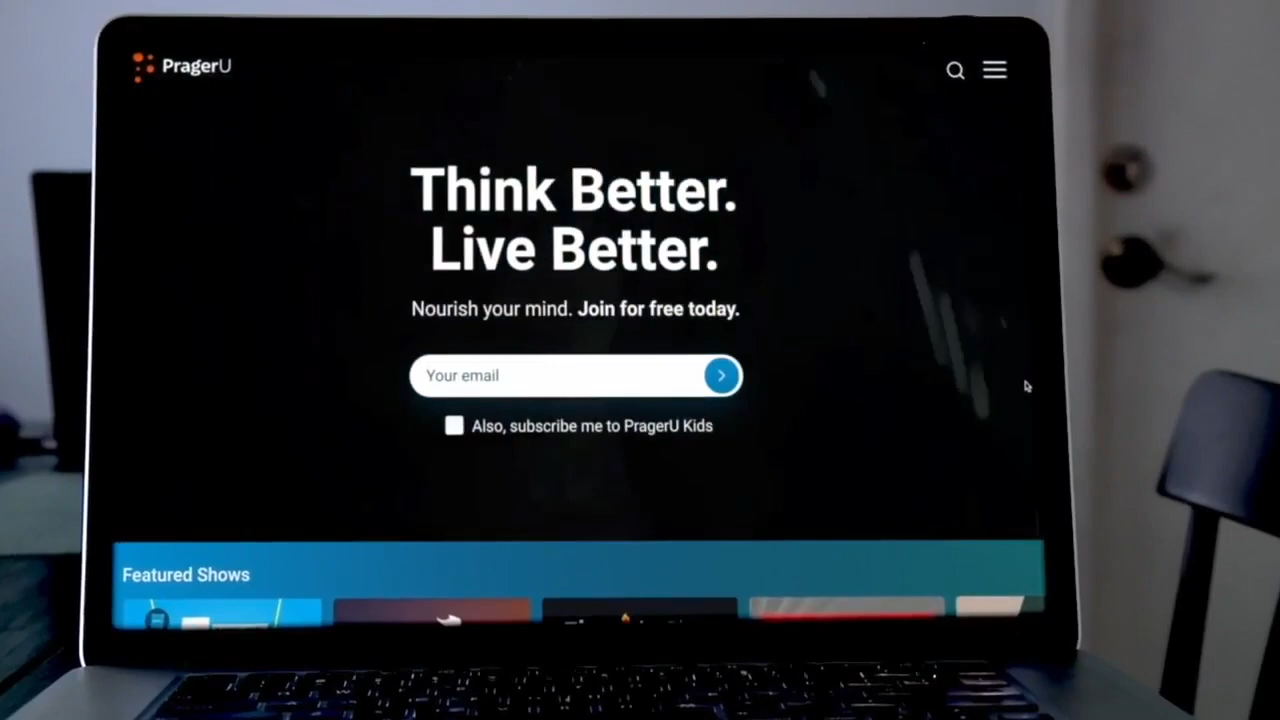 PragerU
Think Better.
Live Better.
Nourish your mind. Join for free today.
Your email
Also, subscribe me to PragerU Kids
Featured Shows